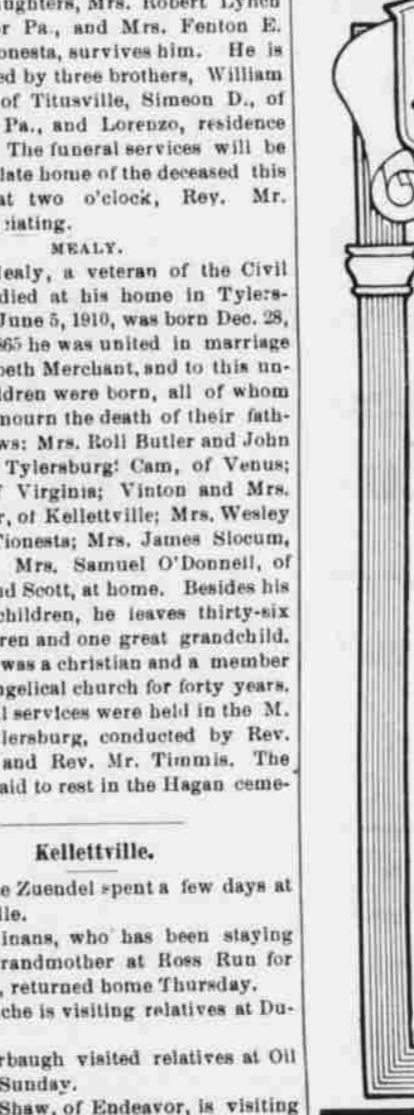 aughters, Mrs. Robert Lynch
or Pa., and Mrs. Fenton E.
onesta, survives him. He is
ed by three brothers, William
of Titusville, Simeon D., of
Pa., and Lorenzo, residence
The funeral services will be
late home of the deceased this
at two o'clock, Rev. Mr.
ciating.
MEALY.
Mealy, a veteran of the Civil
died at his home in Tylers-
June 5, 1910, was born Dec. 28,
865 he was united in marriage
beth Merchant, and to this un-
ildren were born, all of whom
mourn the death of their fath-
ws: Mrs. Roll Butler and John
Tylersburg: Cam, of Venus;
f Virginia; Vinton and Mrs.
r, of Kellettville; Mrs. Wesley
Tionesta; Mrs. James Slocum,
Mrs. Samuel O'Donnell, of
nd Scott, at home. Besides his
children, he leaves thirty-six
ren and one great grandchild.
was a christian and a member
angelical church for forty years.
l services were held in the M.
ylersburg, conducted by Rev.
and Rev. Mr. Timmis. The
aid to rest in the Hagan ceme-
Kellettville.
e Zuendel spent a few days at
lle.
inans, who has been staying
randmother at Ross Run for
, returned home Thursday.
che is visiting relatives at Du-
rbaugh visited relatives at Oil
Sunday.
Shaw, of Endeavor, is visiting